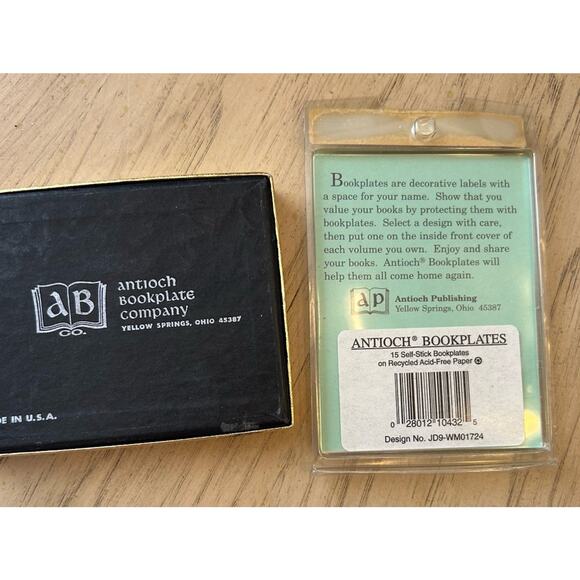 aB
CO.
antioch
BOOKPLATE
COMPANY
YELLOW SPRINGS, OHIO 45387
DE IN U.S.A.
Bookplates are decorative labels with
a space for your name. Show that you
value your books by protecting them with
bookplates. Select a design with care,
then put one on the inside front cover of
each volume you own. Enjoy and share
your books. Antioch® Bookplates will
help them all come home again.
ap
Antioch Publishing
Yellow Springs, Ohio 45387
ANTIOCH® BOOKPLATES
15 Self-Stick Bookplates
on Recycled Acid-Free Paper
0 28012 10432 5
Design No. JD9-WM01724